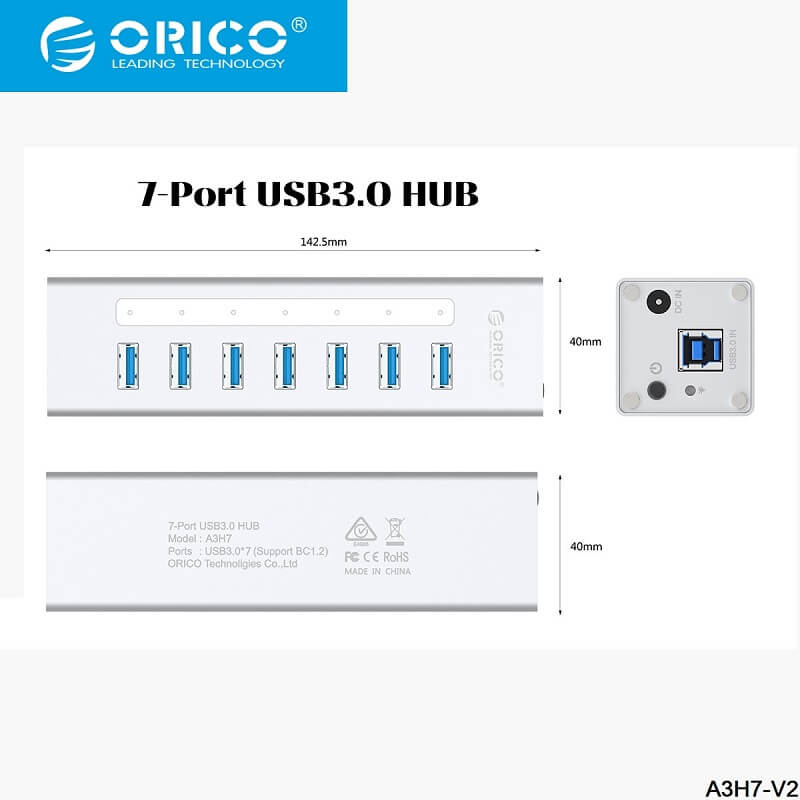 ORICO®
LEADING TECHNOLOGY
7-Port USB3.0 HUB
142.5mm
ORICO®
40mm
DC IN
USB3.0 IN
7-Port USB3.0 HUB
Model : A3H7
Ports : USB3.0*7 (Support BC1.2)
ORICO Technoligies Co.,Ltd
FC CE RoHS
MADE IN CHINA
40mm
A3H7-V2